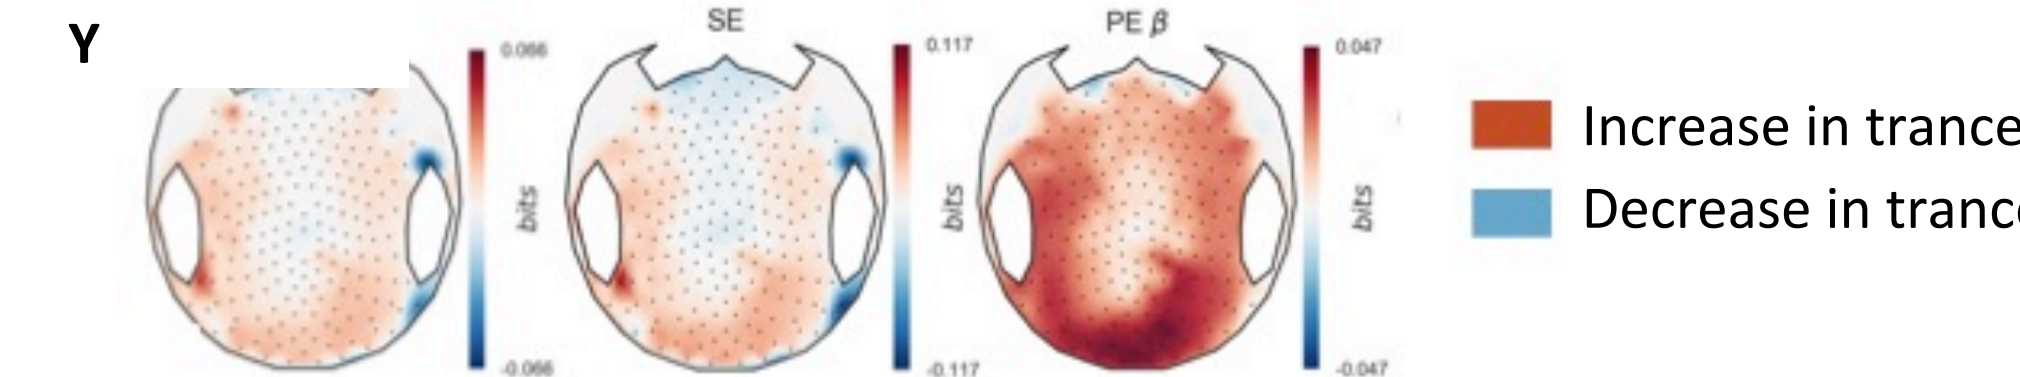 Y
SE
PE β
0.066
0.117
0.047
bits
bits
bits
-0.066
-0.117
-0.047
Increase in trance
Decrease in trance